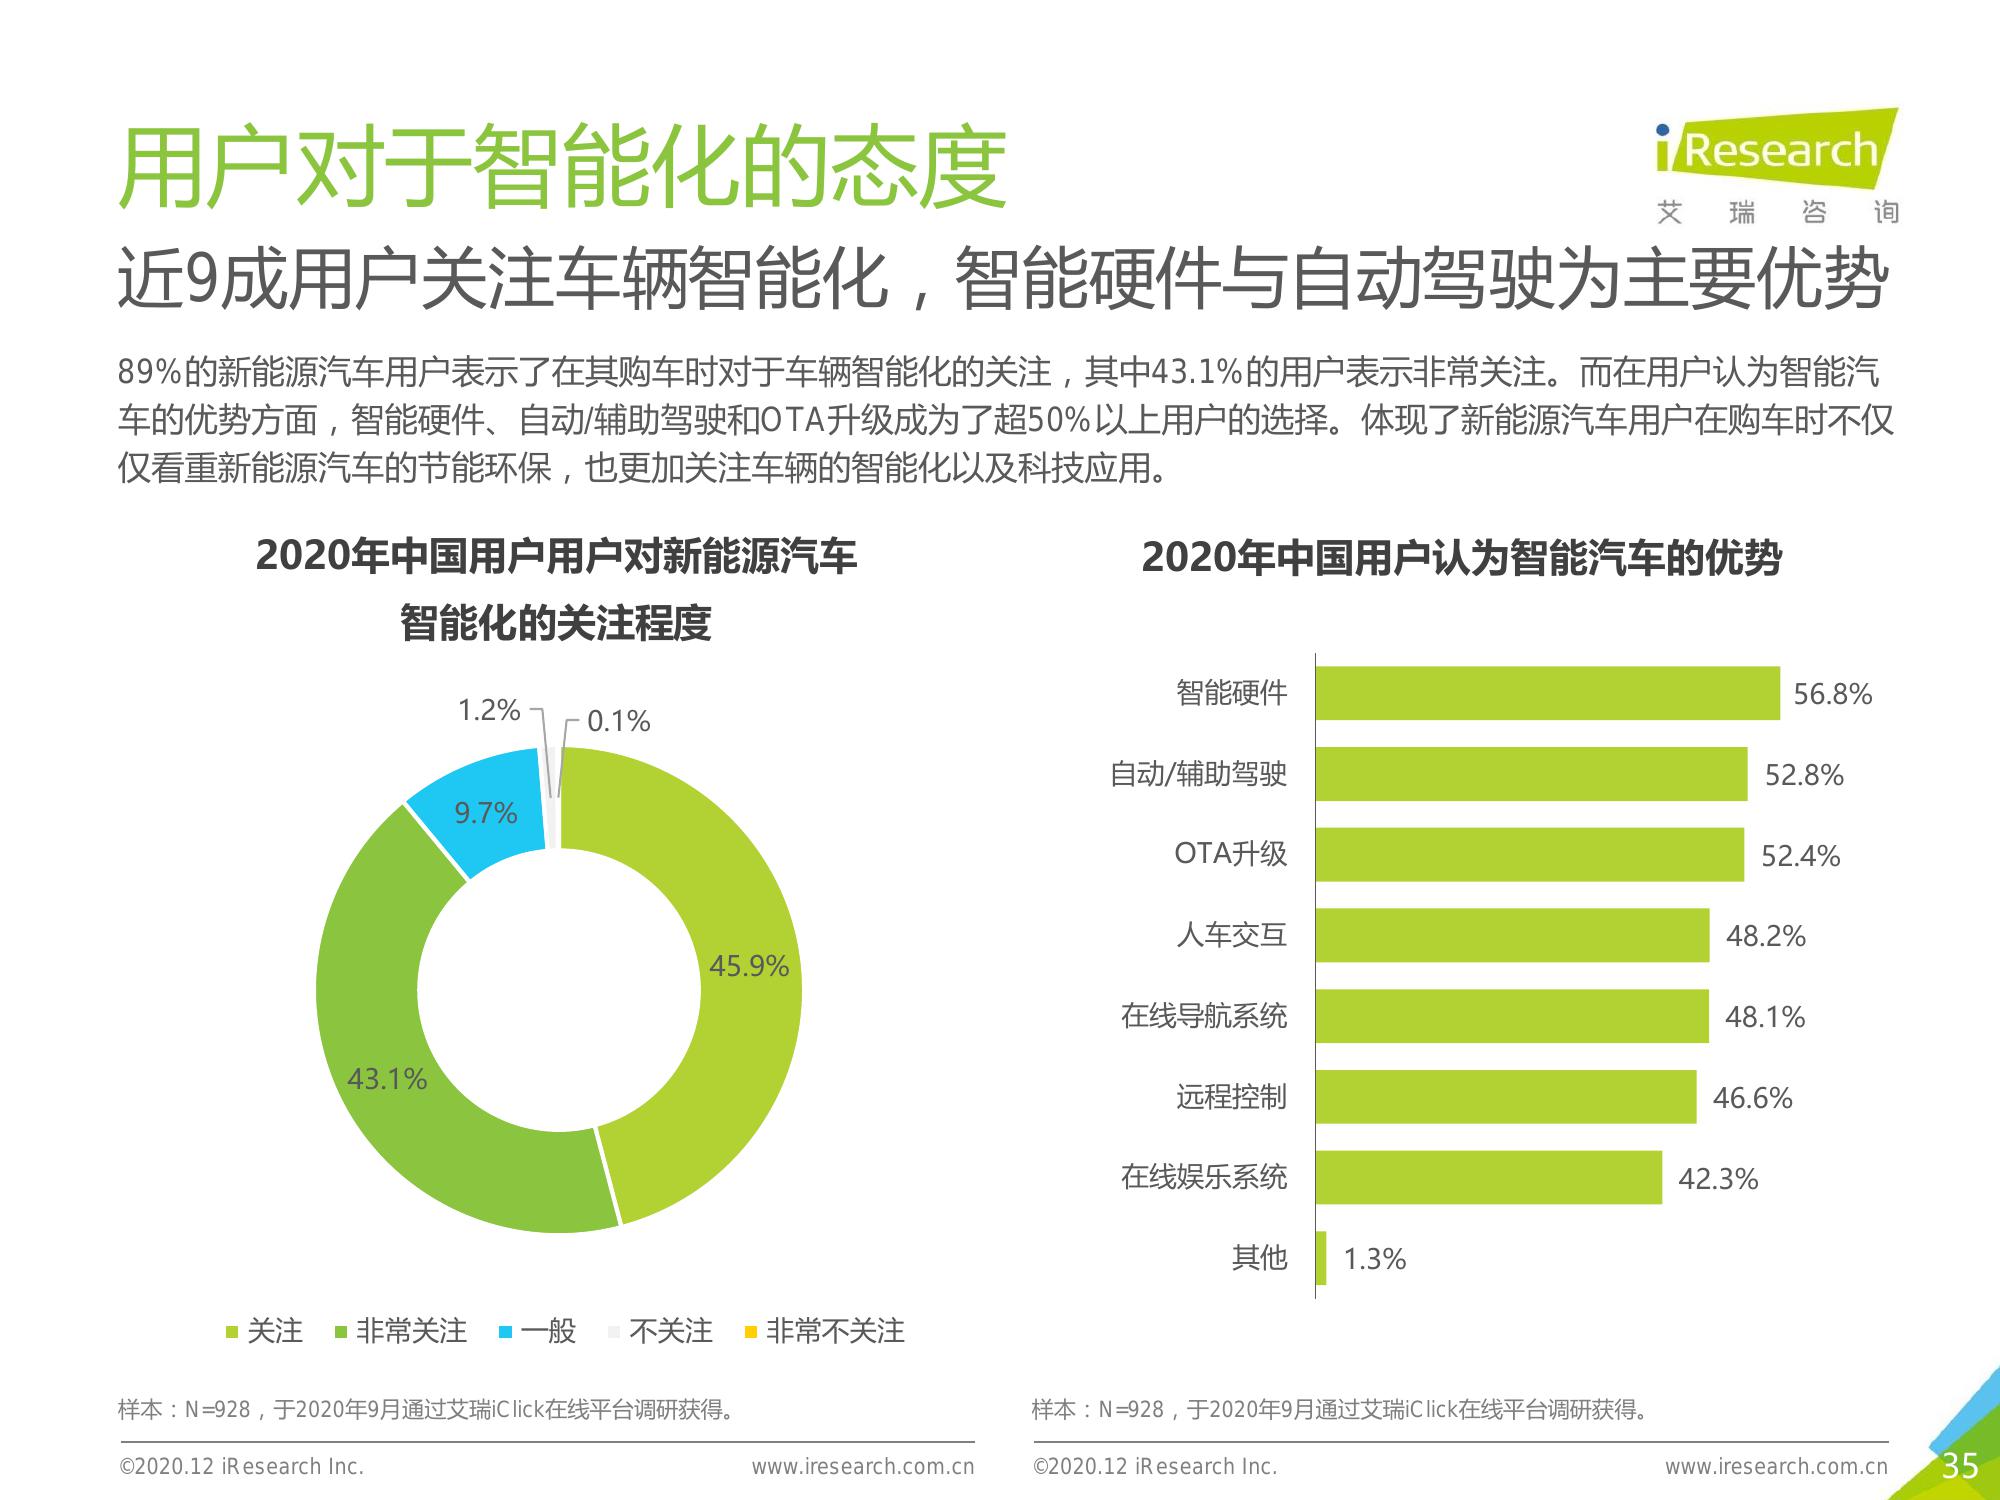 用户对于智能化的态度
iResearch
艾瑞咨询
近9成用户关注车辆智能化，智能硬件与自动驾驶为主要优势
89%的新能源汽车用户表示了在其购车时对于车辆智能化的关注，其中43.1%的用户表示非常关注。而在用户认为智能汽
车的优势方面，智能硬件、自动/辅助驾驶和OTA升级成为了超50%以上用户的选择。体现了新能源汽车用户在购车时不仅
仅看重新能源汽车的节能环保，也更加关注车辆的智能化以及科技应用。
2020年中国用户用户对新能源汽车
智能化的关注程度
1.2%
0.1%
9.7%
45.9%
43.1%
关注 非常关注 一般 不关注 非常不关注
样本：N=928，于2020年9月通过艾瑞iClick在线平台调研获得。
©2020.12 iResearch Inc. www.iresearch.com.cn
2020年中国用户认为智能汽车的优势
智能硬件 56.8%
自动/辅助驾驶 52.8%
OTA升级 52.4%
人车交互 48.2%
在线导航系统 48.1%
远程控制 46.6%
在线娱乐系统 42.3%
其他 1.3%
样本：N=928，于2020年9月通过艾瑞iClick在线平台调研获得。
©2020.12 iResearch Inc. www.iresearch.com.cn
35